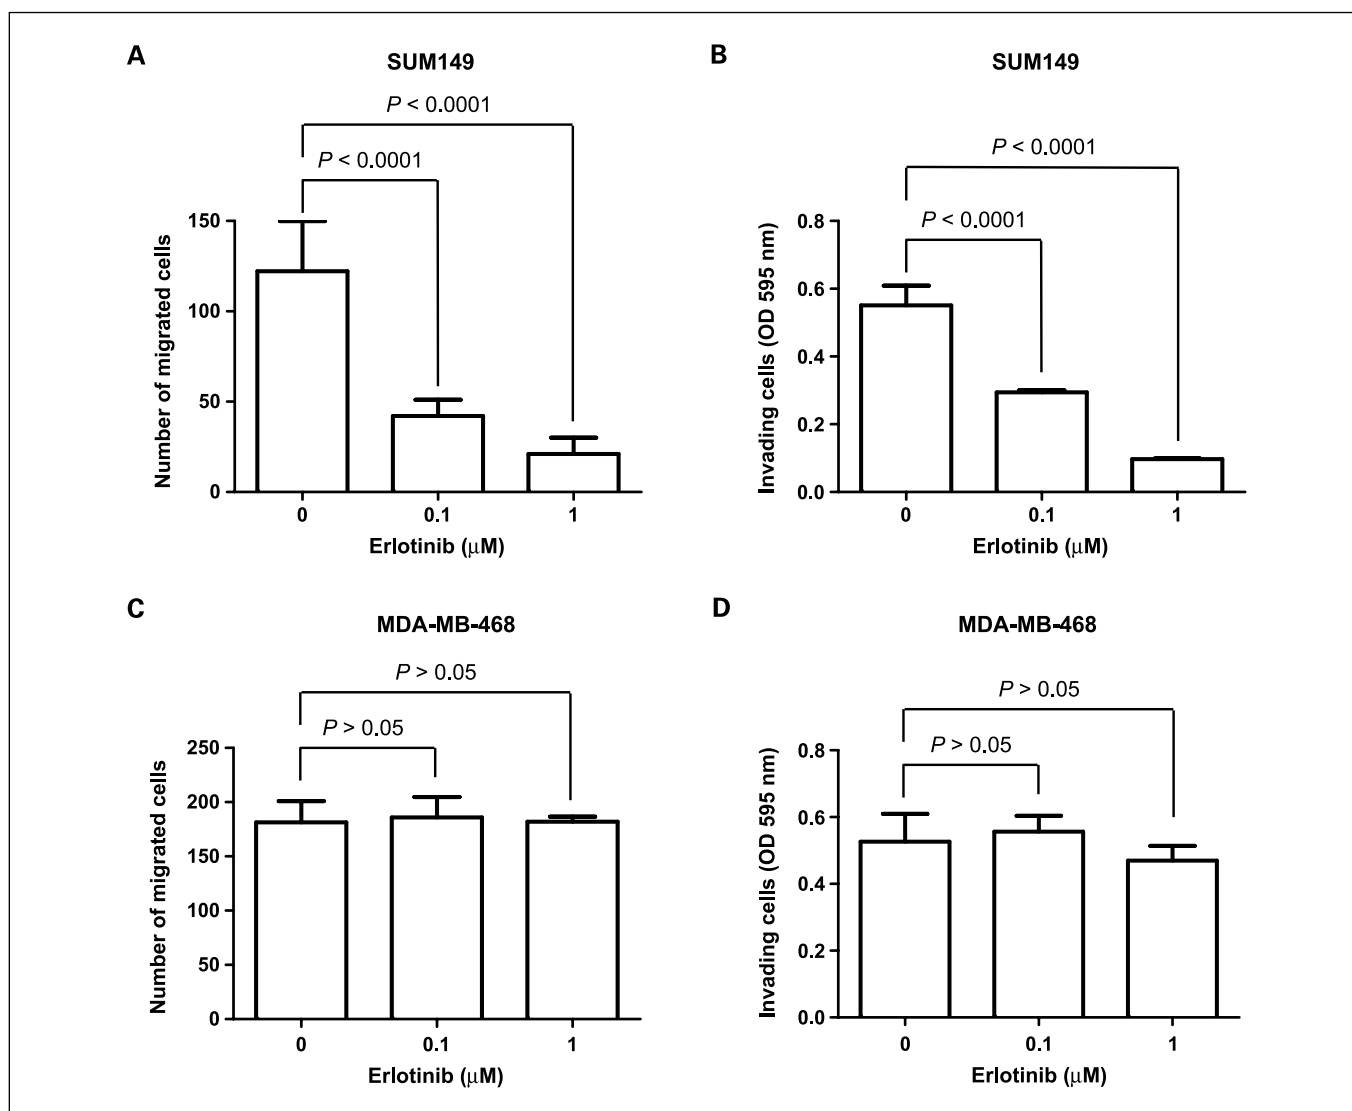 A
SUM149
P < 0.0001
P < 0.0001
150
100
50
0
Number of migrated cells
0 0.1 1
Erlotinib (μM)
B
SUM149
P < 0.0001
P < 0.0001
0.8
0.6
0.4
0.2
0.0
Invading cells (OD 595 nm)
0 0.1 1
Erlotinib (μM)
C
MDA-MB-468
P > 0.05
P > 0.05
250
200
150
100
50
0
Number of migrated cells
0 0.1 1
Erlotinib (μM)
D
MDA-MB-468
P > 0.05
P > 0.05
0.8
0.6
0.4
0.2
0.0
Invading cells (OD 595 nm)
0 0.1 1
Erlotinib (μM)